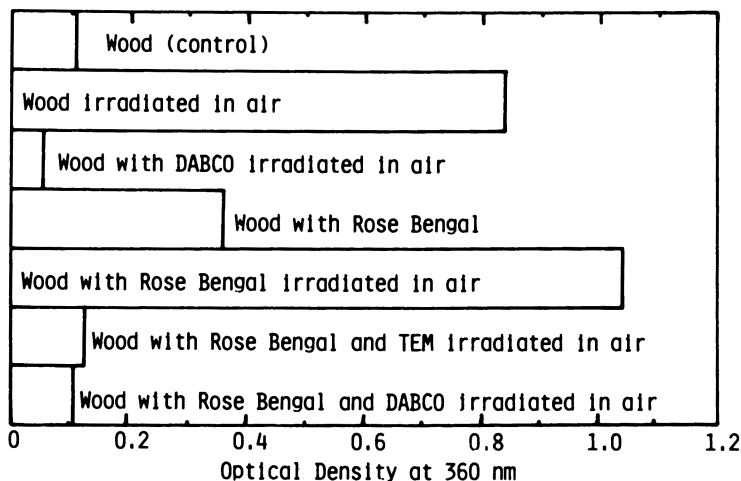 Wood (control)
Wood irradiated in air
Wood with DABCO irradiated in air
Wood with Rose Bengal
Wood with Rose Bengal irradiated in air
Wood with Rose Bengal and TEM irradiated in air
Wood with Rose Bengal and DABCO irradiated in air
0 0.2 0.4 0.6 0.8 1.0 1.2
Optical Density at 360 nm